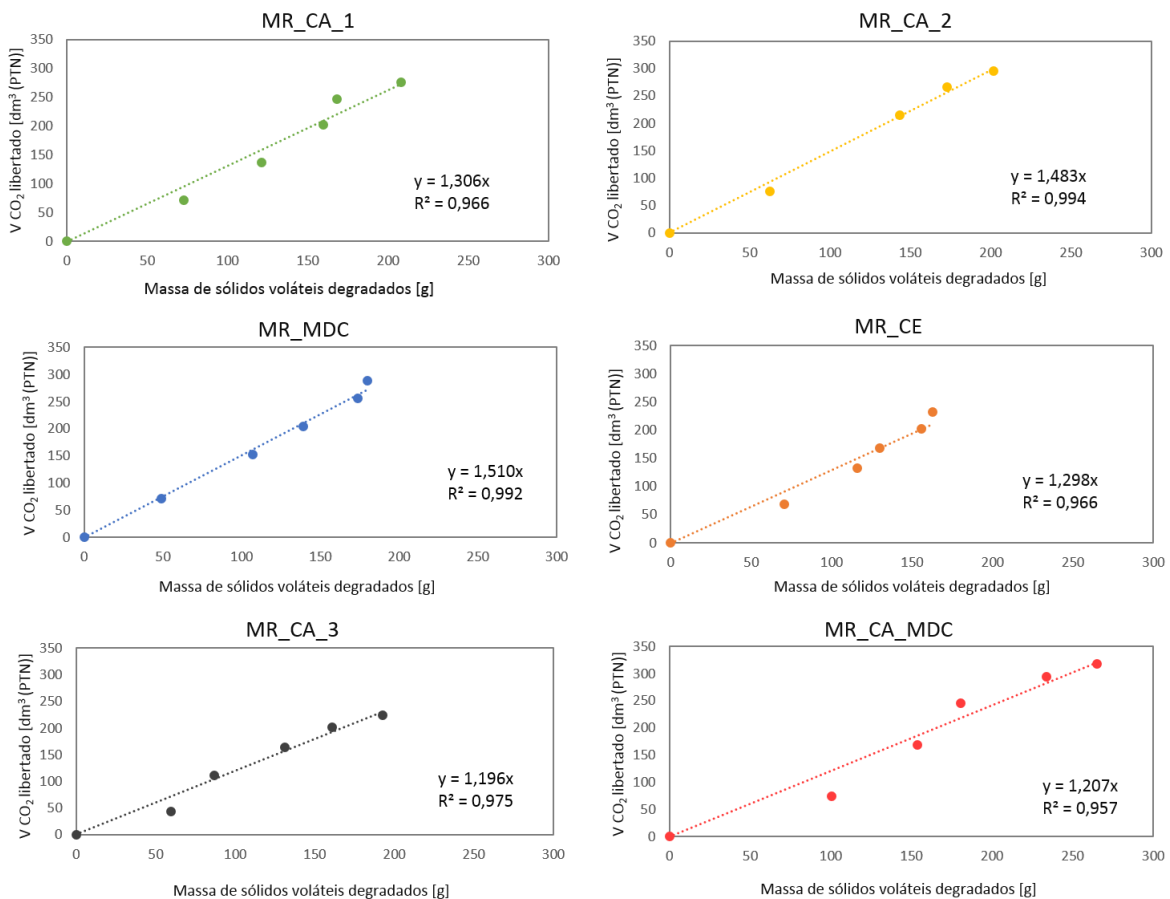 MR_CA_1
V CO₂ libertado [dm³ (PTN)]
350
300
250
200
150
100
50
0
y = 1,306x
R² = 0,966
0 50 100 150 200 250 300
Massa de sólidos voláteis degradados [g]
MR_CA_2
V CO₂ libertado [dm³ (PTN)]
350
300
250
200
150
100
50
0
y = 1,483x
R² = 0,994
0 50 100 150 200 250 300
Massa de sólidos voláteis degradados [g]
MR_MDC
V CO₂ libertado [dm³ (PTN)]
350
300
250
200
150
100
50
0
y = 1,510x
R² = 0,992
0 50 100 150 200 250 300
Massa de sólidos voláteis degradados [g]
MR_CE
V CO₂ libertado [dm³ (PTN)]
350
300
250
200
150
100
50
0
y = 1,298x
R² = 0,966
0 50 100 150 200 250 300
Massa de sólidos voláteis degradados [g]
MR_CA_3
V CO₂ libertado [dm³ (PTN)]
350
300
250
200
150
100
50
0
y = 1,196x
R² = 0,975
0 50 100 150 200 250 300
Massa de sólidos voláteis degradados [g]
MR_CA_MDC
V CO₂ libertado [dm³ (PTN)]
350
300
250
200
150
100
50
0
y = 1,207x
R² = 0,957
0 50 100 150 200 250 300
Massa de sólidos voláteis degradados [g]